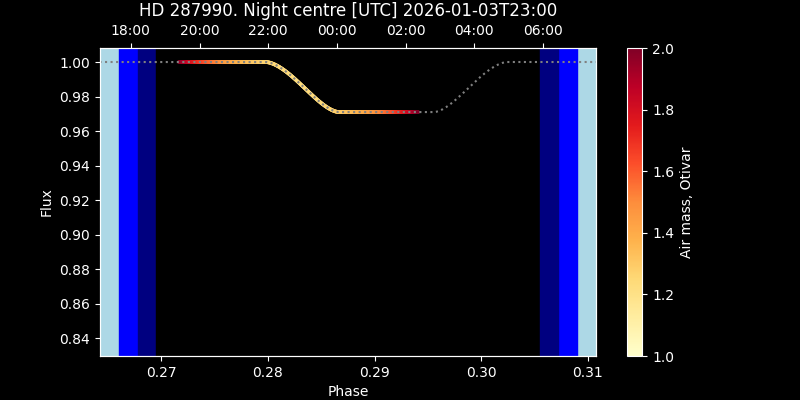 HD 287990. Night centre [UTC] 2026-01-03T23:00
18:00 20:00 22:00 00:00 02:00 04:00 06:00
1.00
0.98
0.96
0.94
0.92
0.90
0.88
0.86
0.84
Flux
0.27 0.28 0.29 0.30 0.31
Phase
2.0
1.8
1.6
1.4
1.2
1.0
Air mass, Otivar